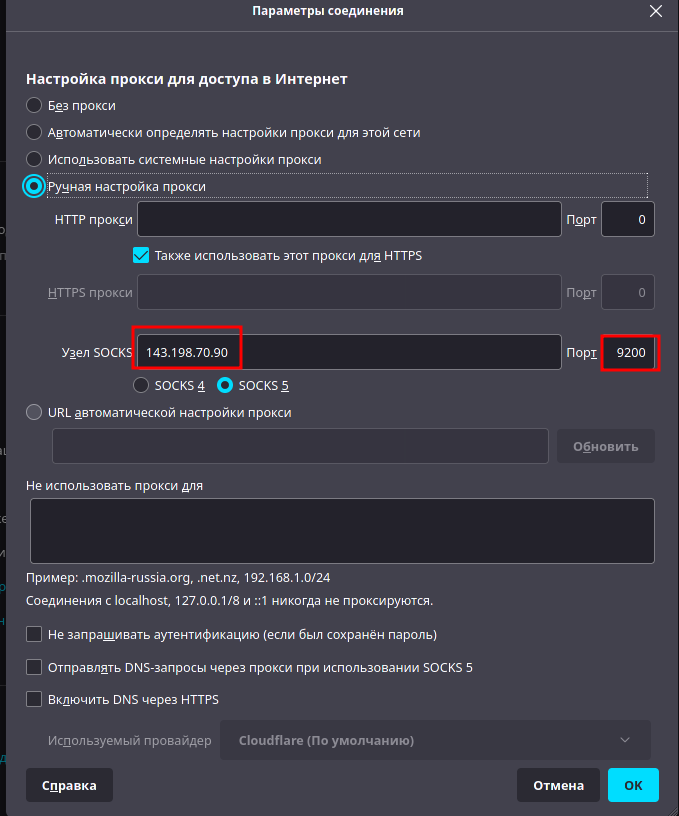 Параметры соединения
Настройка прокси для доступа в Интернет
Без прокси
Автоматически определять настройки прокси для этой сети
Использовать системные настройки прокси
Ручная настройка прокси
HTTP прокси Порт 0
Также использовать этот прокси для HTTPS
HTTPS прокси Порт 0
Узел SOCKS 143.198.70.90 Порт 9200
SOCKS 4 SOCKS 5
URL автоматической настройки прокси
Обновить
Не использовать прокси для
Пример: .mozilla-russia.org, .net.nz, 192.168.1.0/24
Соединения с localhost, 127.0.0.1/8 и ::1 никогда не проксируются.
Не запрашивать аутентификацию (если был сохранён пароль)
Отправлять DNS-запросы через прокси при использовании SOCKS 5
Включить DNS через HTTPS
Используемый провайдер Cloudflare (По умолчанию)
Справка Отмена OK